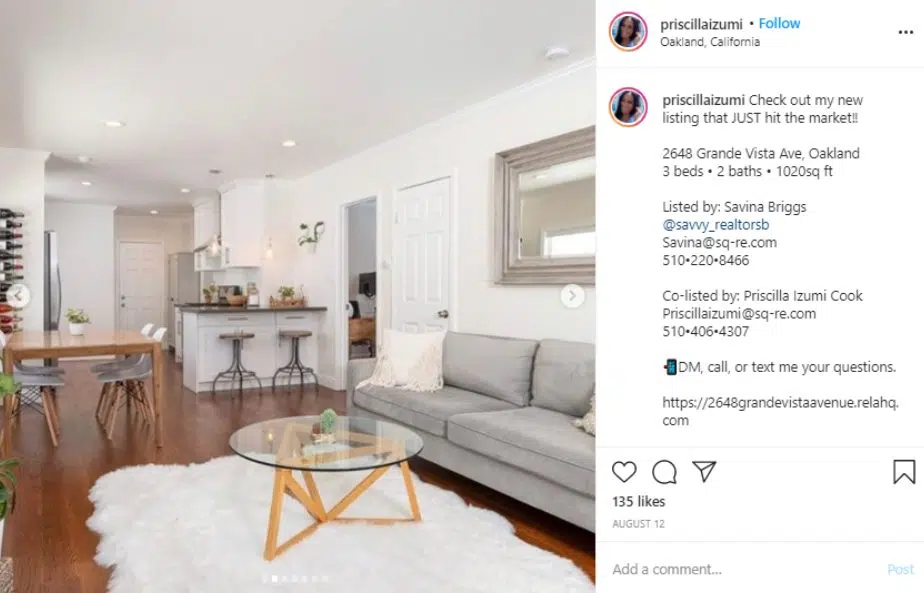 priscillaizumi • Follow
Oakland, California
priscillaizumi Check out my new
listing that JUST hit the market!!
2648 Grande Vista Ave, Oakland
3 beds • 2 baths • 1020sq ft
Listed by: Savina Briggs
@savvy_realtorsb
Savina@sq-re.com
510•220•8466
Co-listed by: Priscilla Izumi Cook
Priscillaizumi@sq-re.com
510•406•4307
📲DM, call, or text me your questions.
https://2648grandevistaavenue.relahq.
com
135 likes
AUGUST 12
Add a comment...
Post